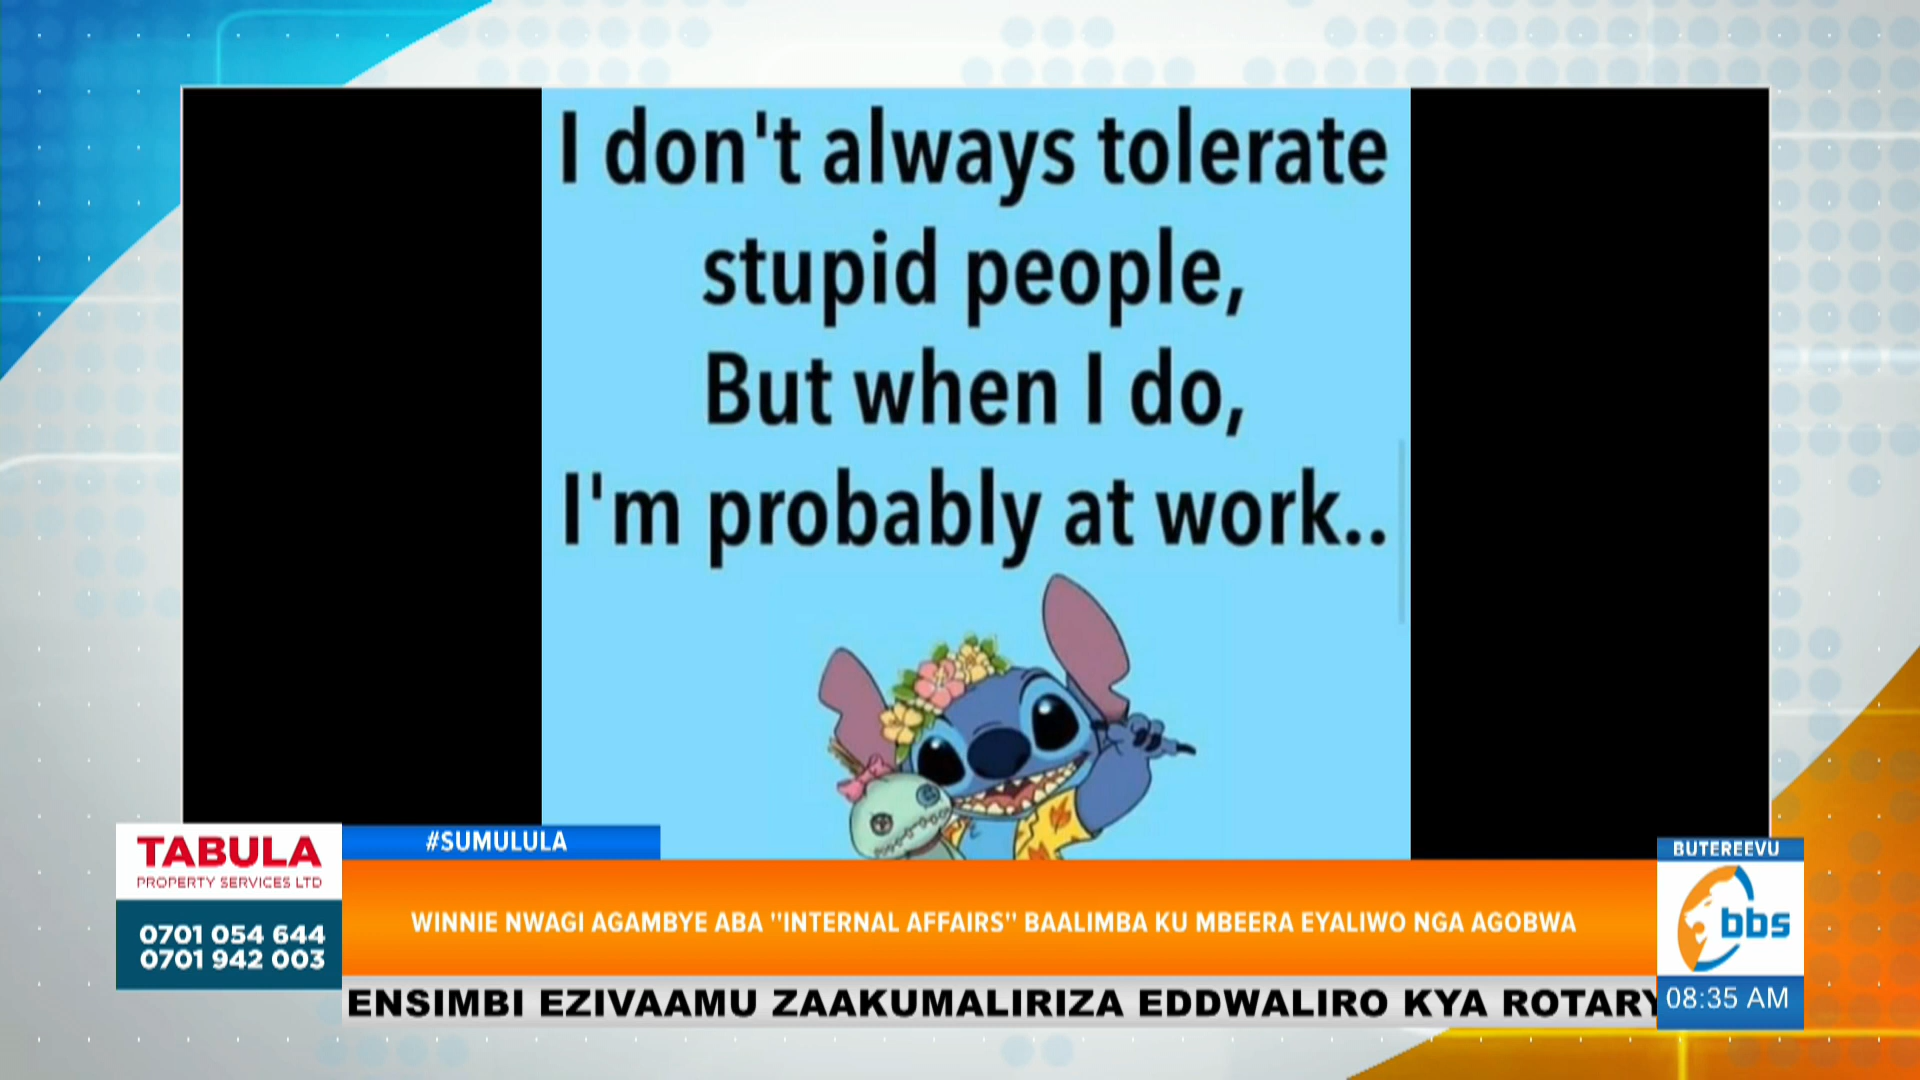 I don't always tolerate
stupid people,
But when I do,
I'm probably at work..
TABULA
PROPERTY SERVICES LTD
0701 054 644
0701 942 003
#SUMULULA
WINNIE NWAGI AGAMBYE ABA "INTERNAL AFFAIRS" BAALIMBA KU MBEERA EYALIWO NGA AGOBWA
ENSIMBI EZIVAAMU ZAAKUMALIRIZA EDDWALIRO KYA ROTARY
BUTEREEVU
bbs
08:35 AM